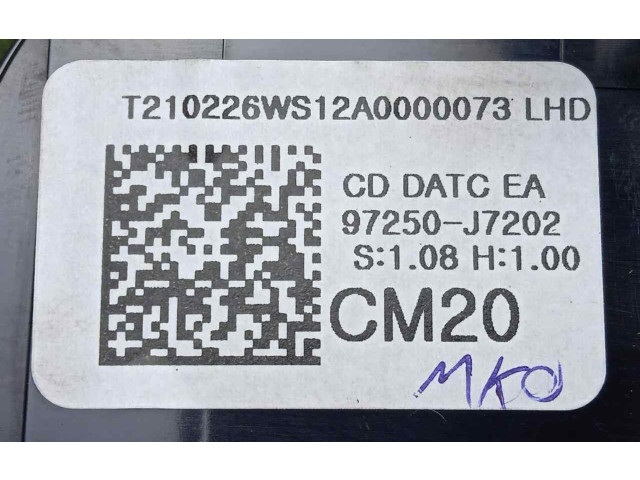 T210226WS12A0000073 LHD
CD DATC EA
97250-J7202
S:1.08 H:1.00
CM20
MKO